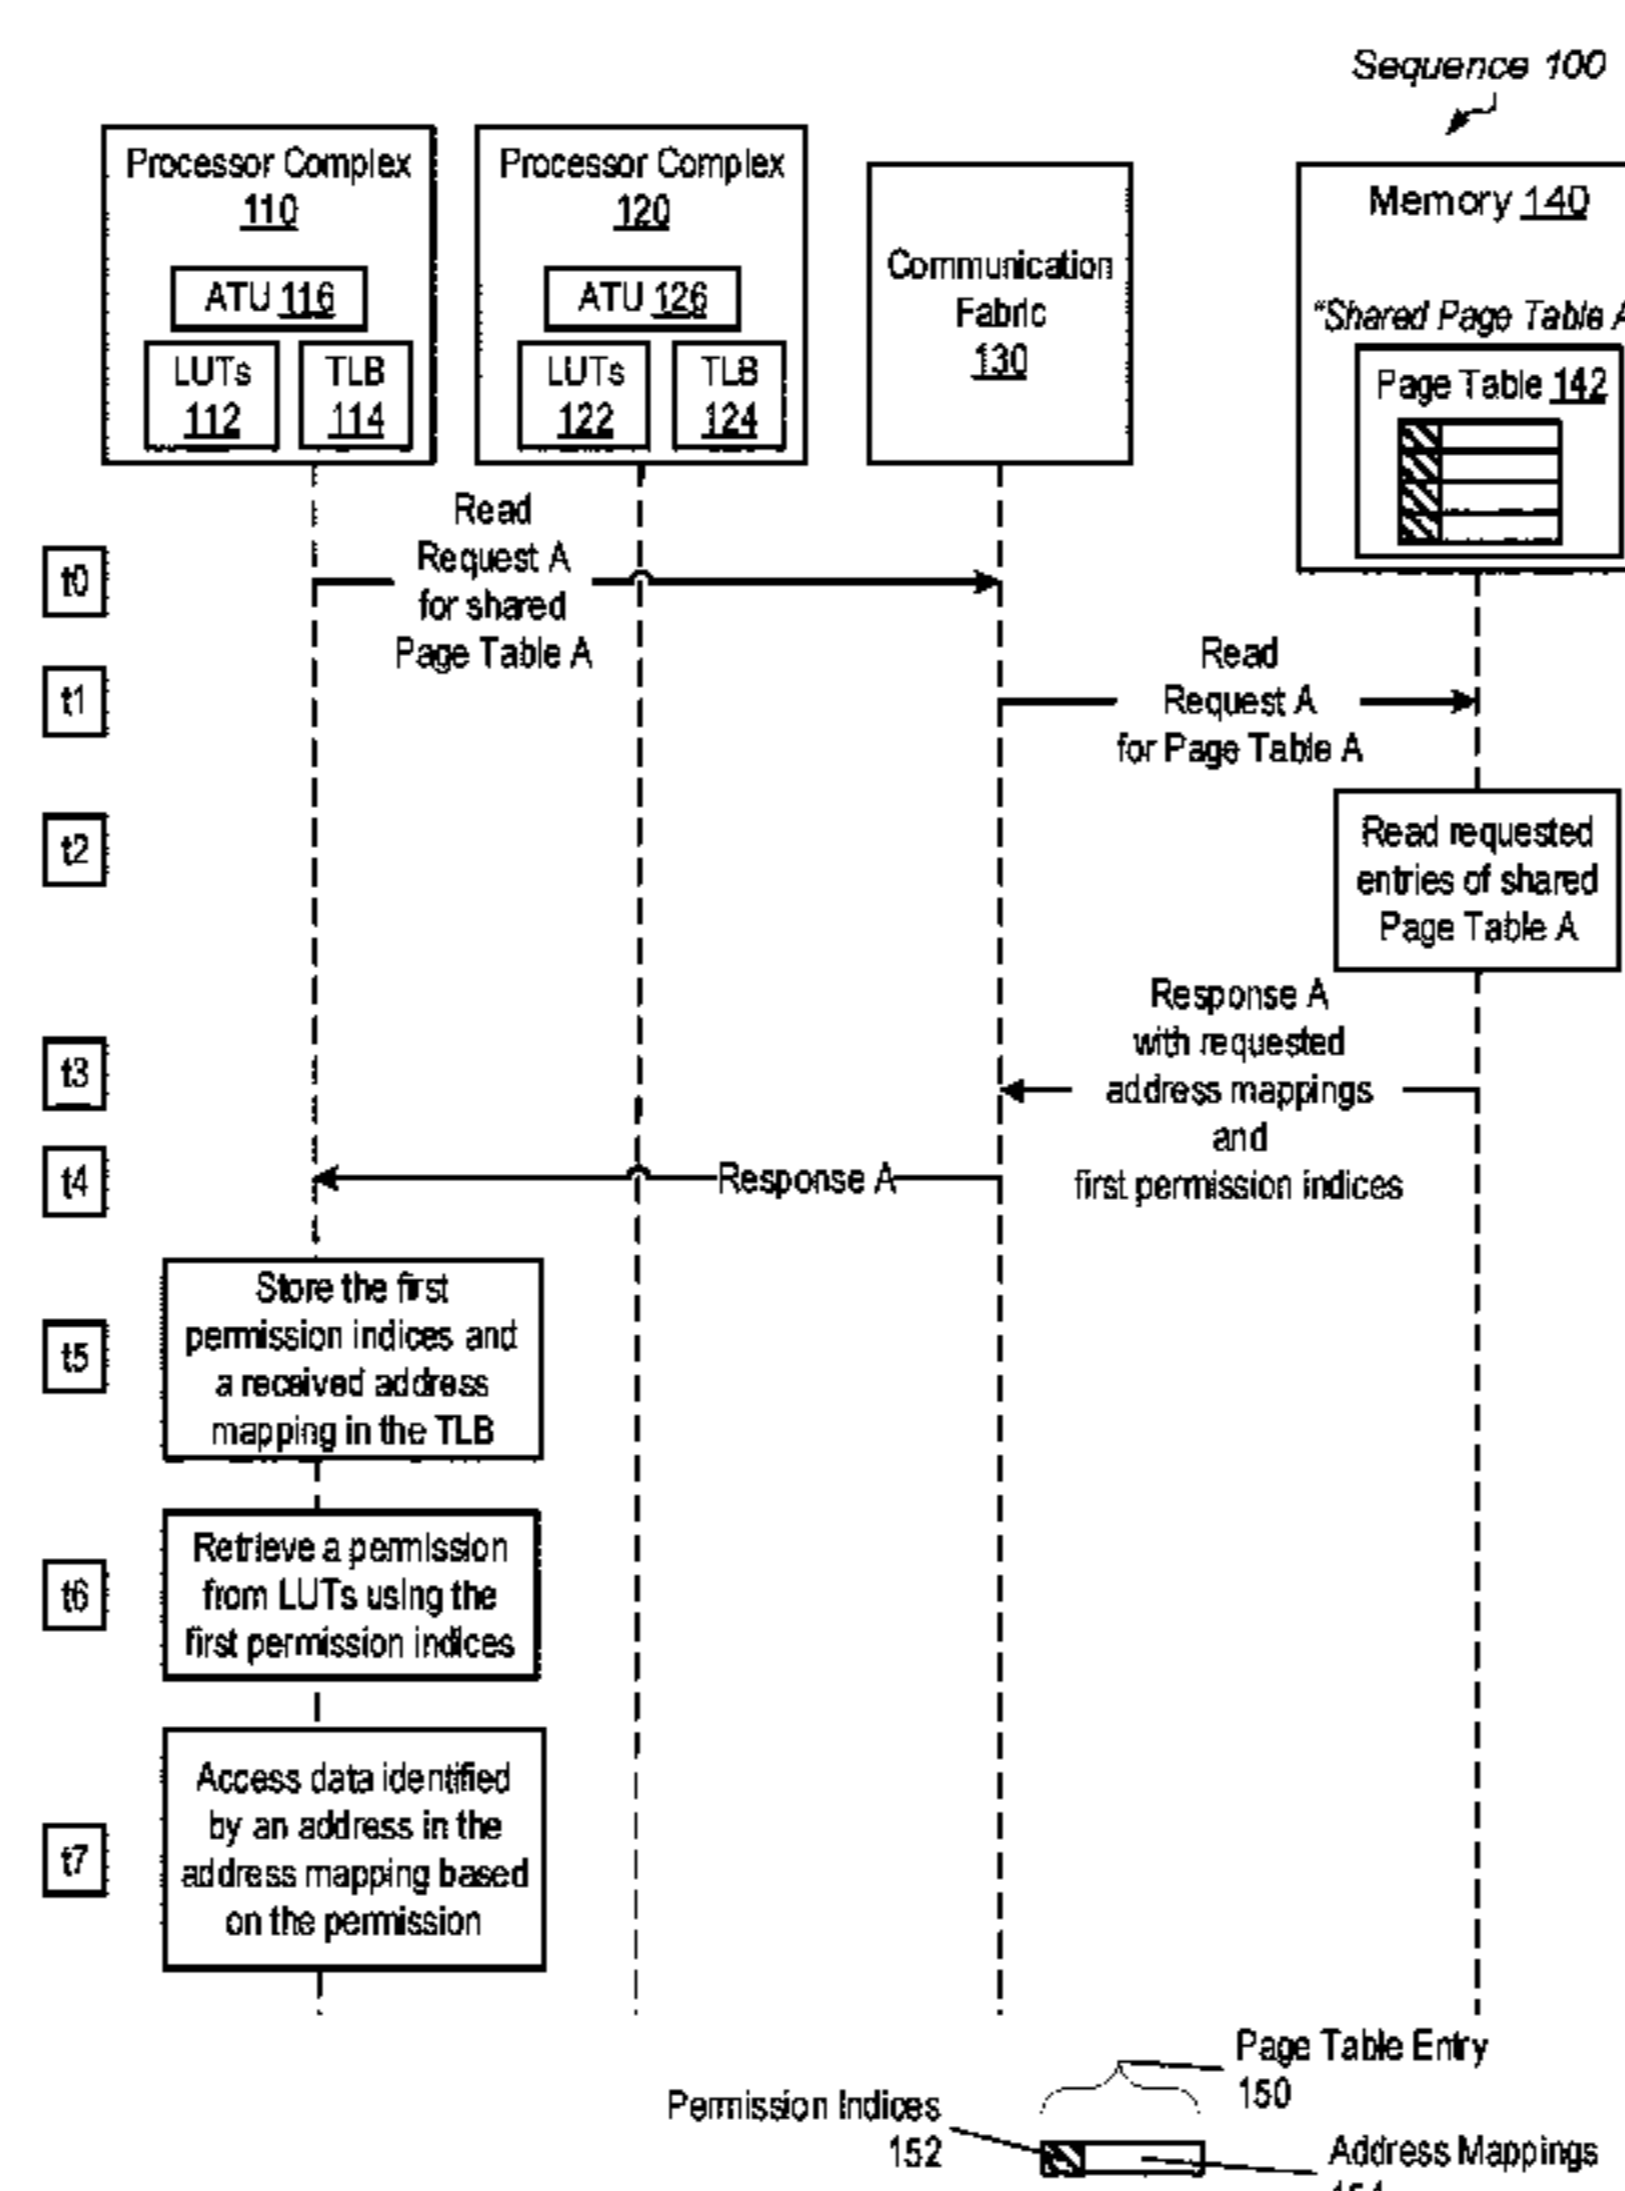 Sequence 100
Processor Complex
110
ATU 116
LUTs
112
TLB
114
Processor Complex
120
ATU 126
LUTs
122
TLB
124
Communication
Fabric
130
Memory 140
"Shared Page Table A
Page Table 142
t0
Read
Request A
for shared
Page Table A
t1
Read
Request A
for Page Table A
t2
Read requested
entries of shared
Page Table A
t3
Response A
with requested
address mappings
and
first permission indices
t4
Response A
t5
Store the first
permission indices and
a received address
mapping in the TLB
t6
Retrieve a permission
from LUTs using the
first permission indices
t7
Access data identified
by an address in the
address mapping based
on the permission
Page Table Entry
150
Permission Indices
152
Address Mappings